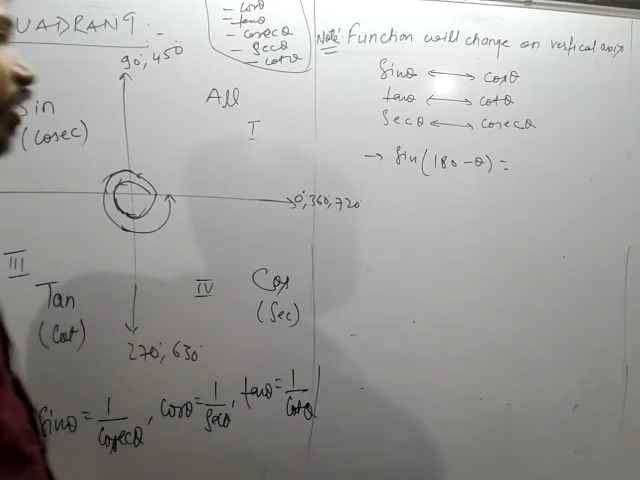 UADRANT :-
cosθ
- tanθ
- cosecθ
- Secθ
- cotθ
Note: Function will change on vertical axis
Sinθ ⟷ cosθ
tanθ ⟷ cotθ
Secθ ⟷ cosecθ
→ Sin(180-θ) =
90°, 450°
Sin
(cosec)
All
I
0°, 360, 720
III
Tan
(Cot)
IV
Cos
(Sec)
270°, 630°
Sinθ = 1/Cosecθ, cosθ = 1/Secθ, tanθ = 1/Cotθ